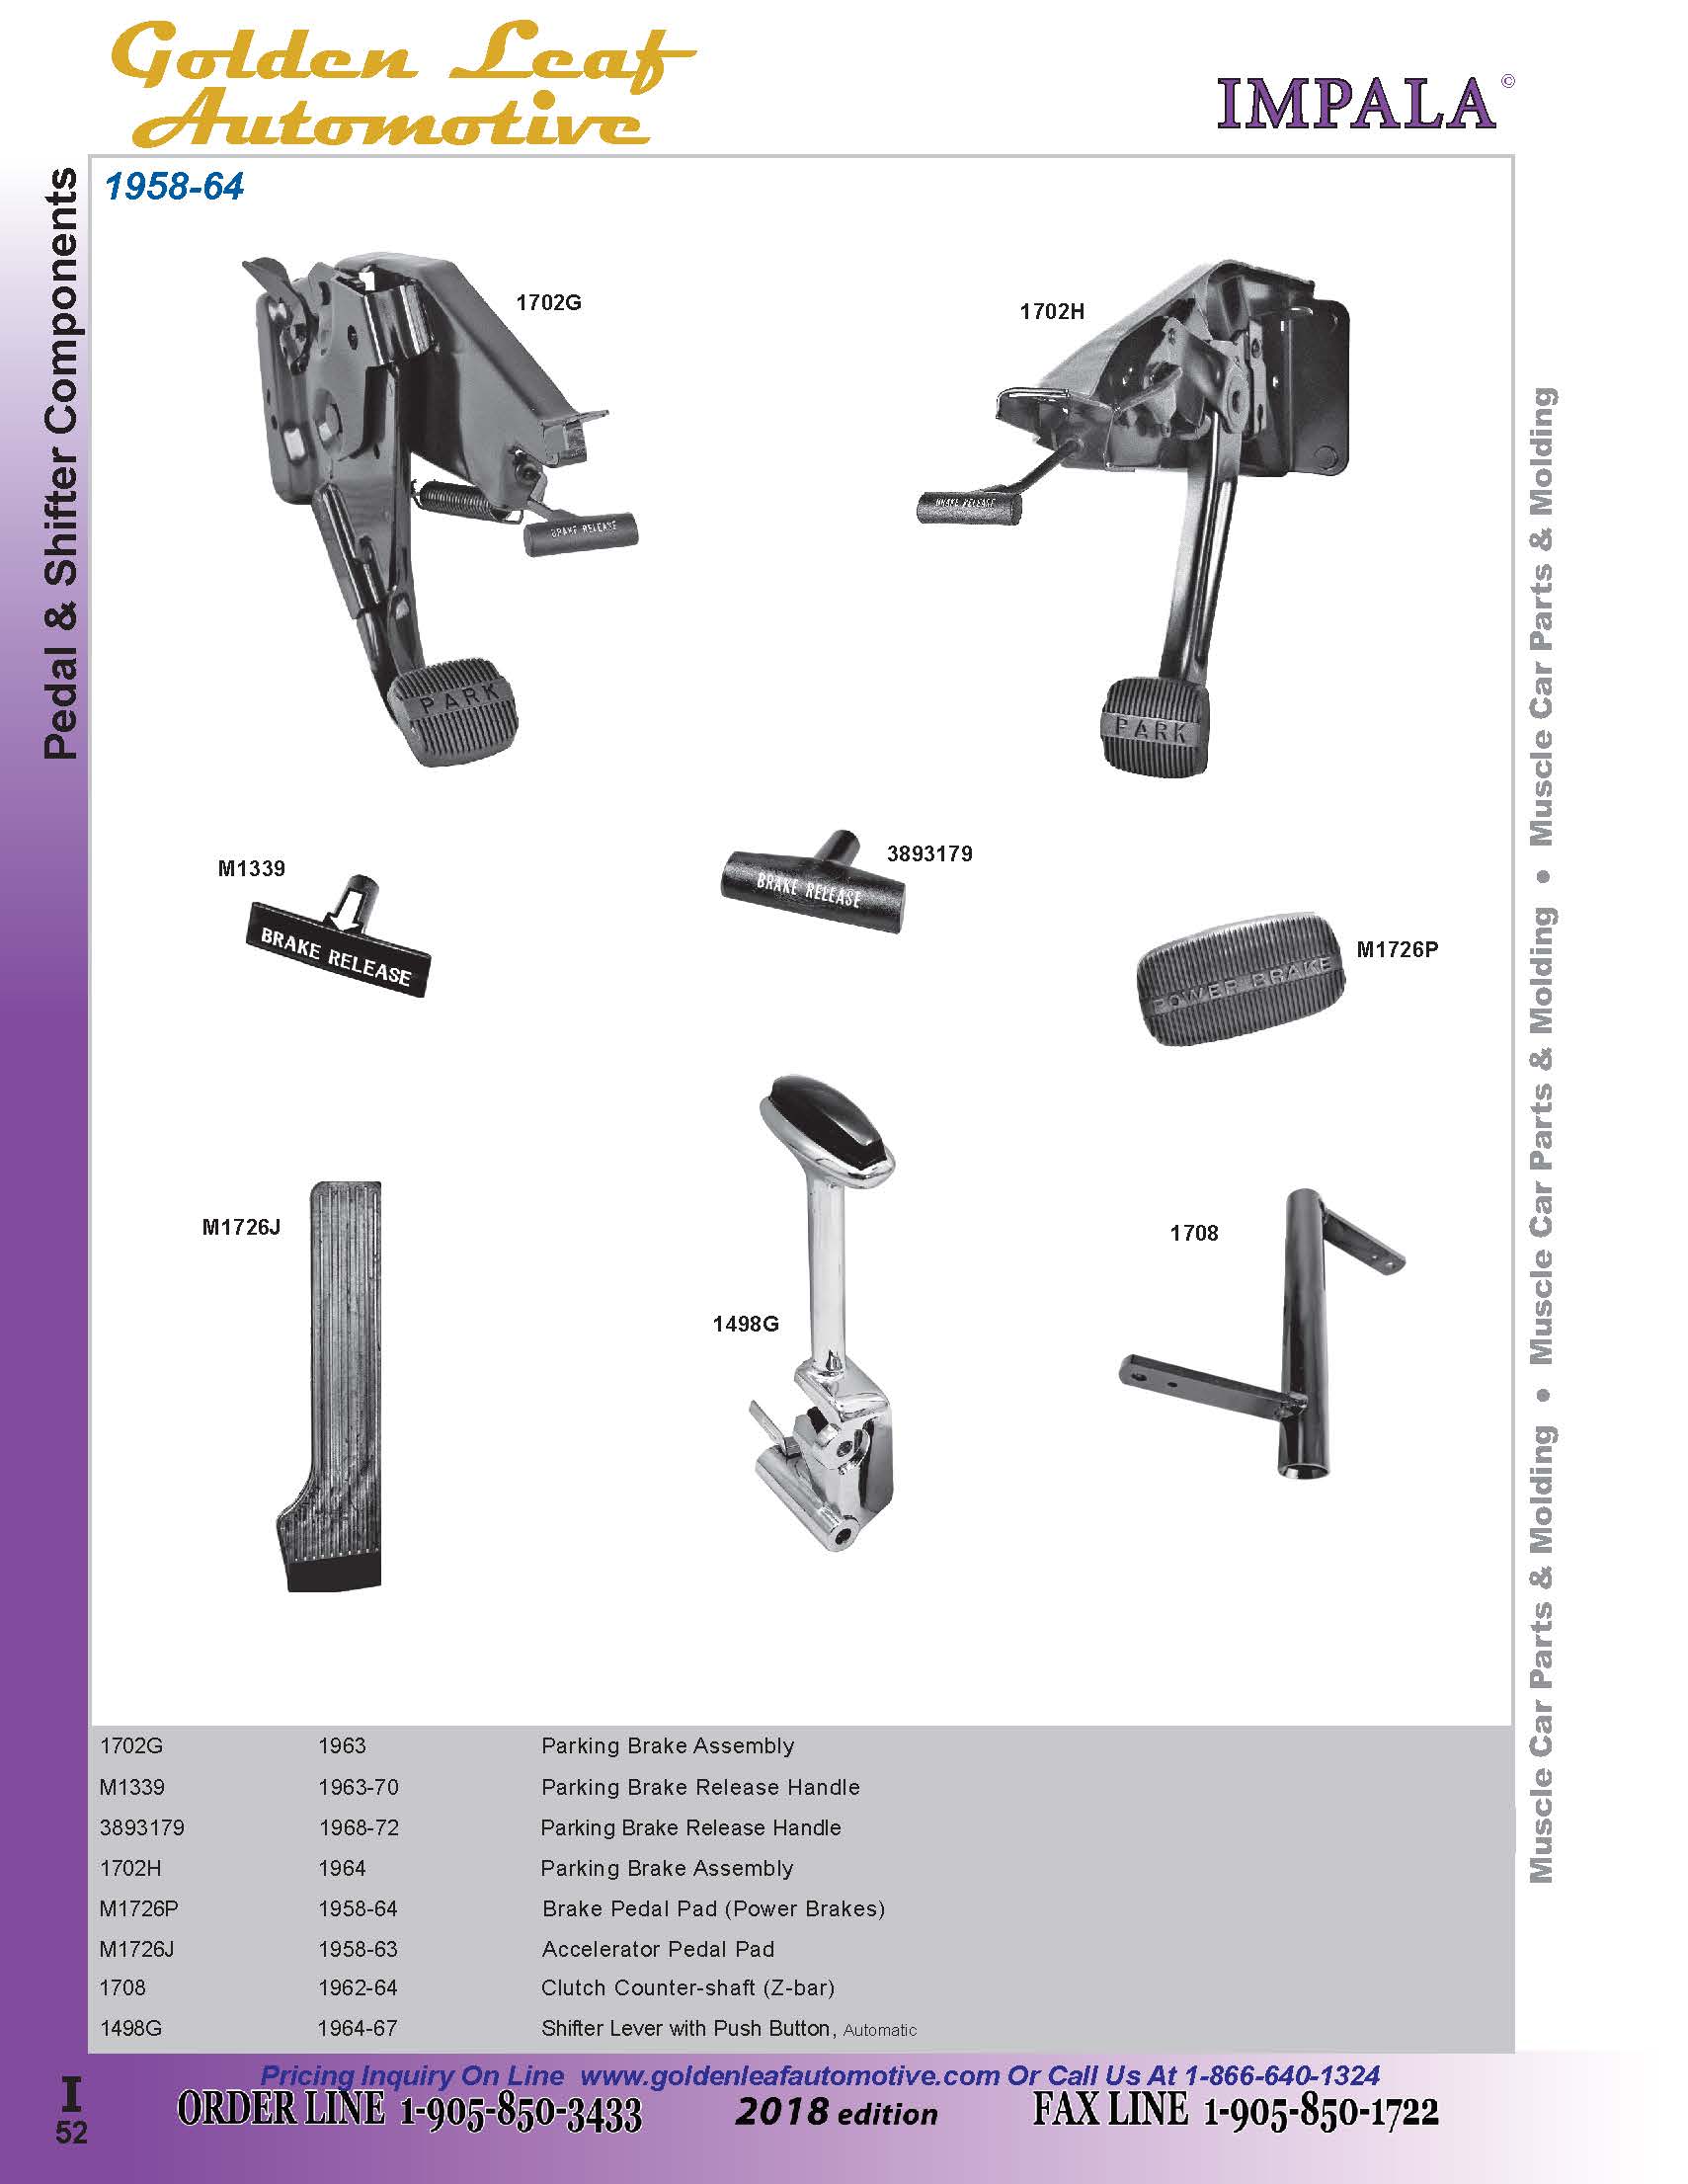 Golden Leaf
Automotive
IMPALA©
Pedal & Shifter Components
1958-64
1702G
1702H
BRAKE RELEASE
BRAKE RELEASE
PARK
PARK
M1339
BRAKE RELEASE
3893179
BRAKE RELEASE
M1726P
POWER BRAKE
M1726J
1498G
1708
Muscle Car Parts & Molding • Muscle Car Parts & Molding • Muscle Car Parts & Molding
1702G 1963 Parking Brake Assembly
M1339 1963-70 Parking Brake Release Handle
3893179 1968-72 Parking Brake Release Handle
1702H 1964 Parking Brake Assembly
M1726P 1958-64 Brake Pedal Pad (Power Brakes)
M1726J 1958-63 Accelerator Pedal Pad
1708 1962-64 Clutch Counter-shaft (Z-bar)
1498G 1964-67 Shifter Lever with Push Button, Automatic
Pricing Inquiry On Line www.goldenleafautomotive.com Or Call Us At 1-866-640-1324
ORDER LINE 1-905-850-3433 2018 edition FAX LINE 1-905-850-1722
I
52